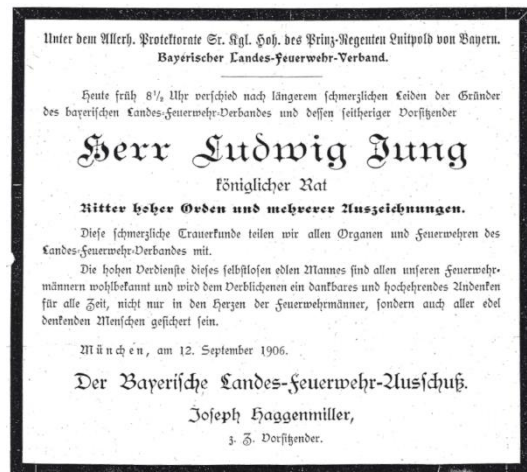 Unter dem Allerh. Protektorate Sr. Kgl. Hoh. des Prinz-Regenten Luitpold von Bayern.
Bayerischer Landes-Feuerwehr-Verband.
Heute früh 8½ Uhr verschied nach längerem schmerzlichen Leiden der Gründer
des bayerischen Landes-Feuerwehr-Verbandes und dessen seitheriger Vorsitzender
Herr Ludwig Jung
königlicher Rat
Ritter hoher Orden und mehrerer Auszeichnungen.
Diese schmerzliche Trauerkunde teilen wir allen Organen und Feuerwehren des
Landes-Feuerwehr-Verbandes mit.
Die hohen Verdienste dieses selbstlosen edlen Mannes sind allen unseren Feuerwehr-
männern wohlbekannt und wird dem Verblichenen ein dankbares und hochehrendes Andenken
für alle Zeit, nicht nur in den Herzen der Feuerwehrmänner, sondern auch aller edel
denkenden Menschen gesichert sein.
München, am 12. September 1906.
Der Bayerische Landes-Feuerwehr-Ausschuß.
Joseph Haggenmiller,
z. Z. Vorsitzender.